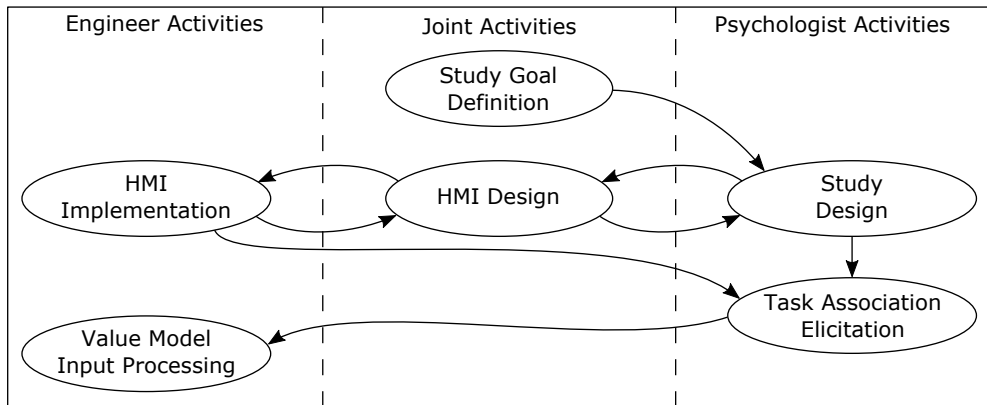 Engineer Activities
Joint Activities
Psychologist Activities
Study Goal
Definition
HMI
Implementation
HMI Design
Study
Design
Task Association
Elicitation
Value Model
Input Processing